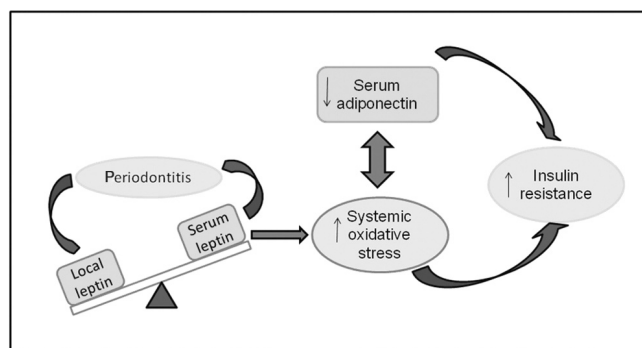 ↓ Serum
adiponectin
Periodontitis
↑ Insulin
resistance
Serum
leptin
↑ Systemic
oxidative
stress
Local
leptin